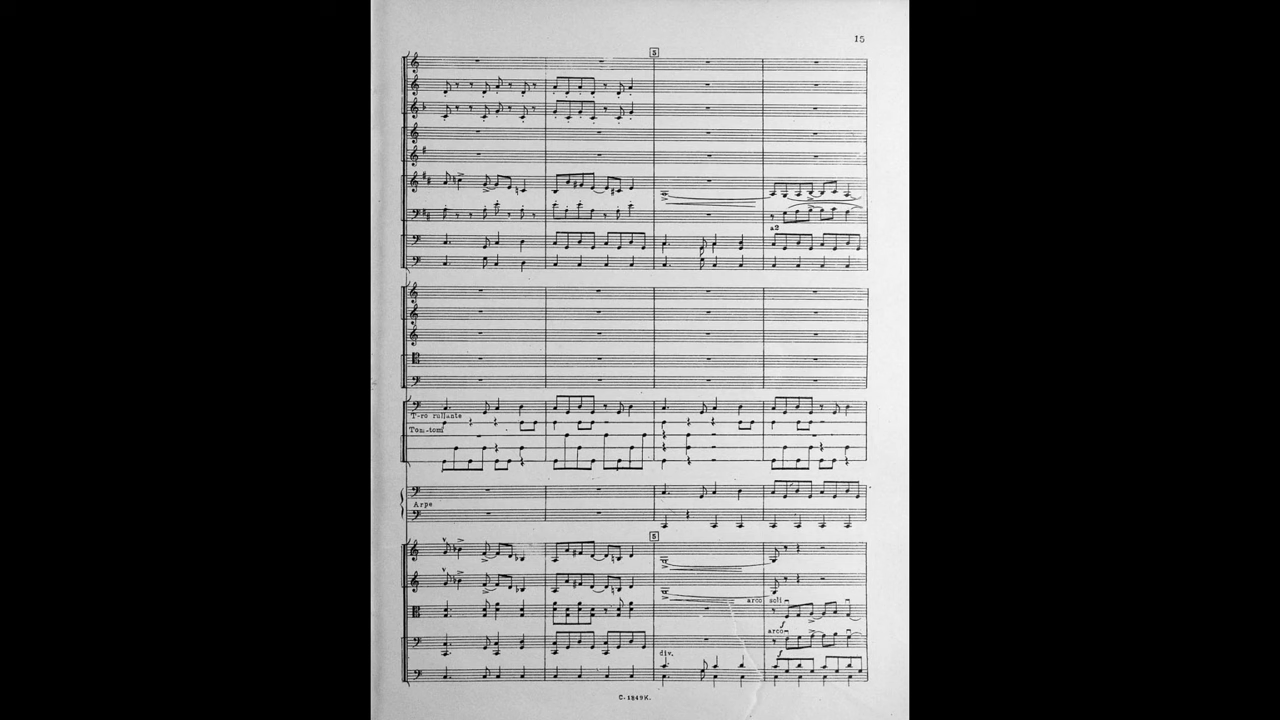 15
5
a2
T-ro rullante
Tom-tom
Arpa
5
arco soli
f
arco
div.
f
C-1849K.